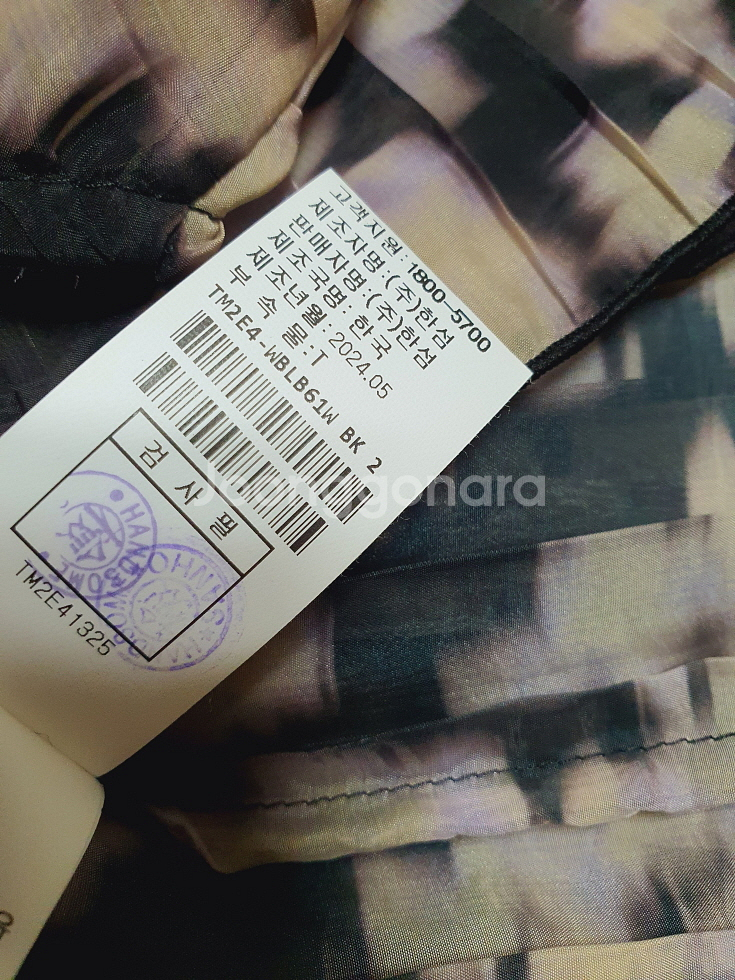 고객지원 1800-5700
제조자명:(주)한섬
판매자명:(주)한섬
제조국명: 한국
제조년월: 2024.05
부 속 물:T
TM2E4-WBLB61W BK 2
검 사 필
HANDSOME
TM2E41325
Joonggonara